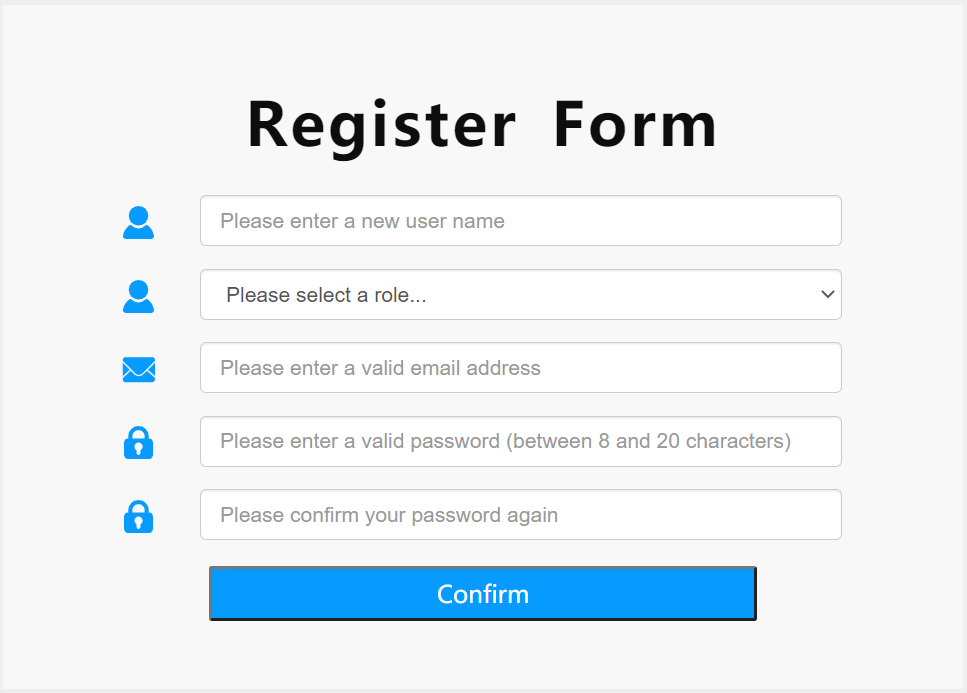 Register Form
Please enter a new user name
Please select a role...
Please enter a valid email address
Please enter a valid password (between 8 and 20 characters)
Please confirm your password again
Confirm